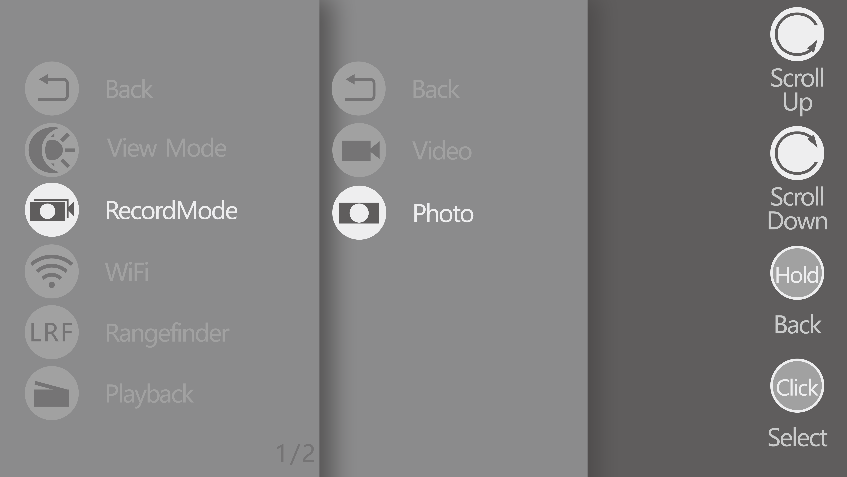 Back
View Mode
RecordMode
WiFi
LRF
Rangefinder
Playback
1/2
Back
Video
Photo
Scroll
Up
Scroll
Down
Hold
Back
Click
Select